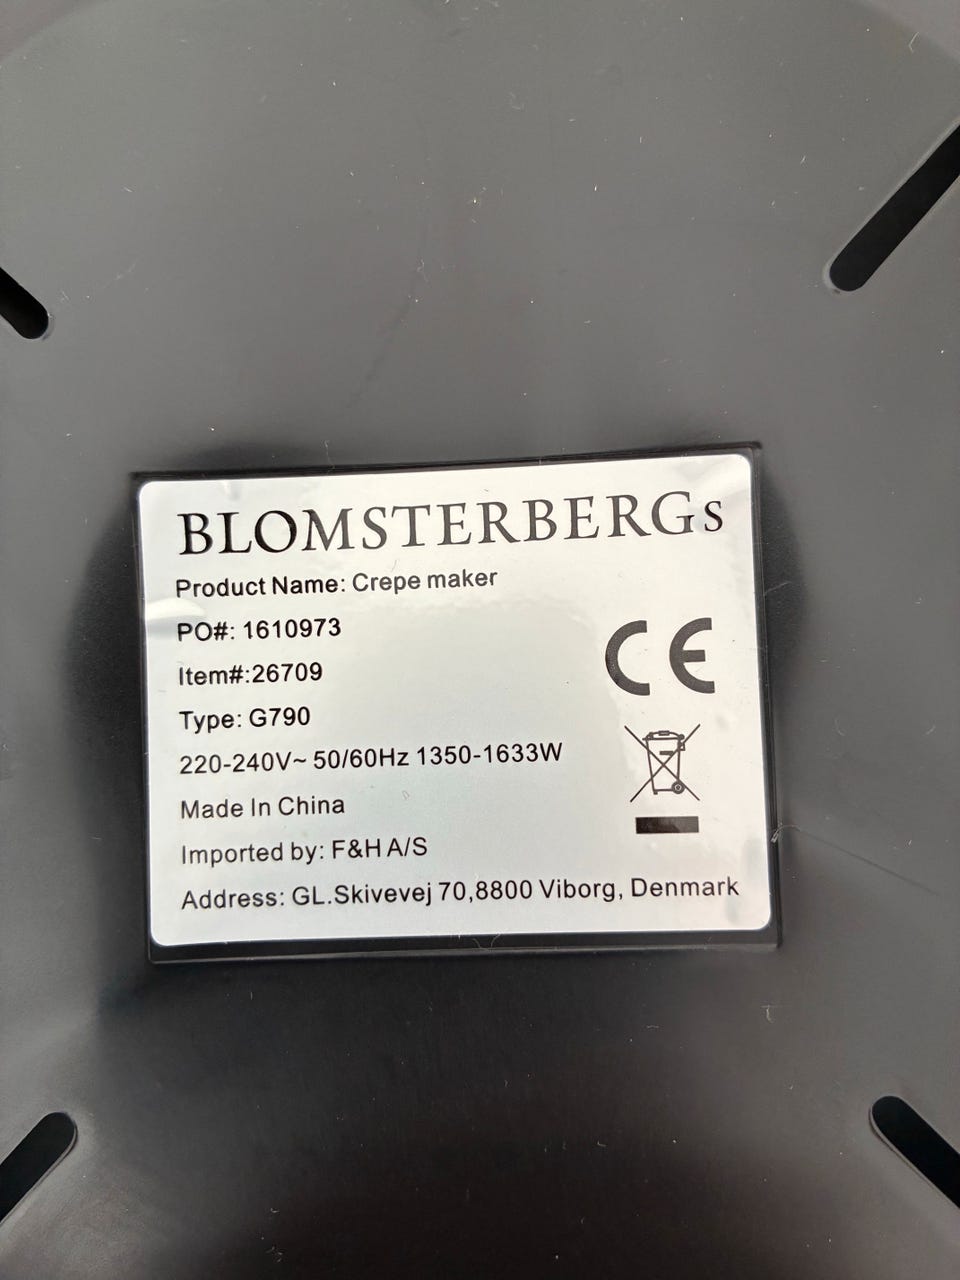 BLOMSTERBERGs
Product Name: Crepe maker
PO#: 1610973
Item#:26709
Type: G790
220-240V~ 50/60Hz 1350-1633W
Made In China
Imported by: F&H A/S
Address: GL.Skivevej 70,8800 Viborg, Denmark
CE